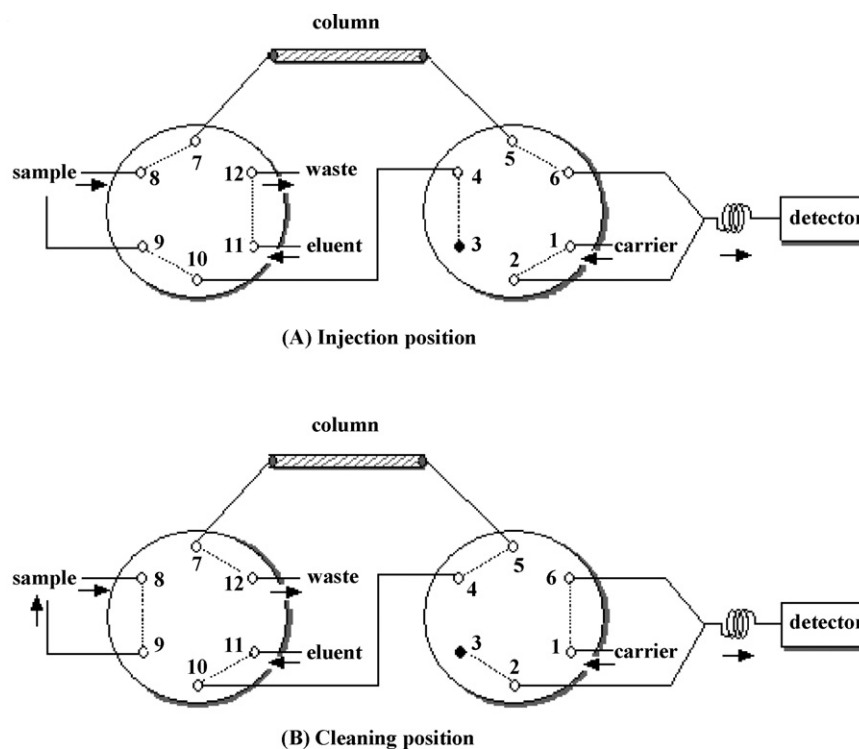 column
7
5
sample
8
12
waste
4
6
9
10
11
eluent
3
2
1
carrier
detector
(A) Injection position
column
7
5
sample
8
12
waste
4
6
9
10
11
eluent
3
2
1
carrier
detector
(B) Cleaning position